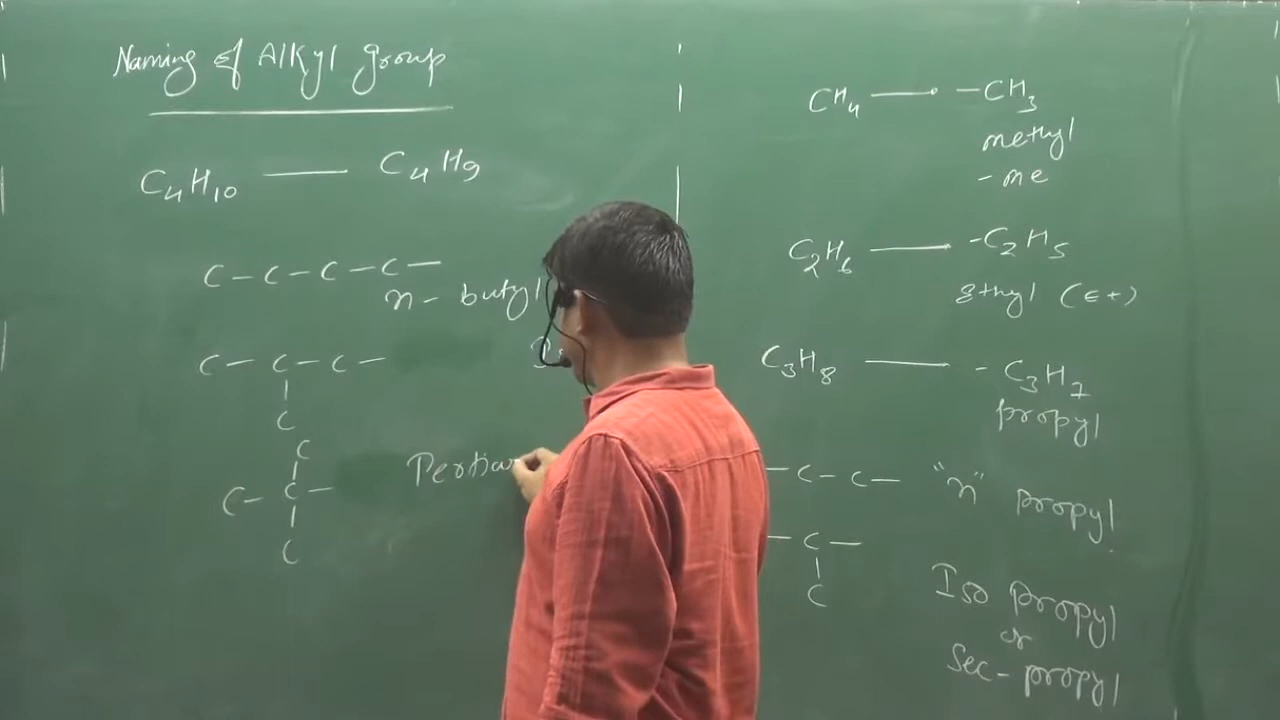 Naming of Alkyl group
C4H10 — C4H9
C-C-C-C-
n-butyl
C-C-C-
C
C
C-C-
C
CH4 — -CH3
methyl
-me
C2H6 — -C2H5
Ethyl (Et)
C3H8 — -C3H7
propyl
-C-C- "n" propyl
-C-
C
Iso propyl
or
Sec-propyl